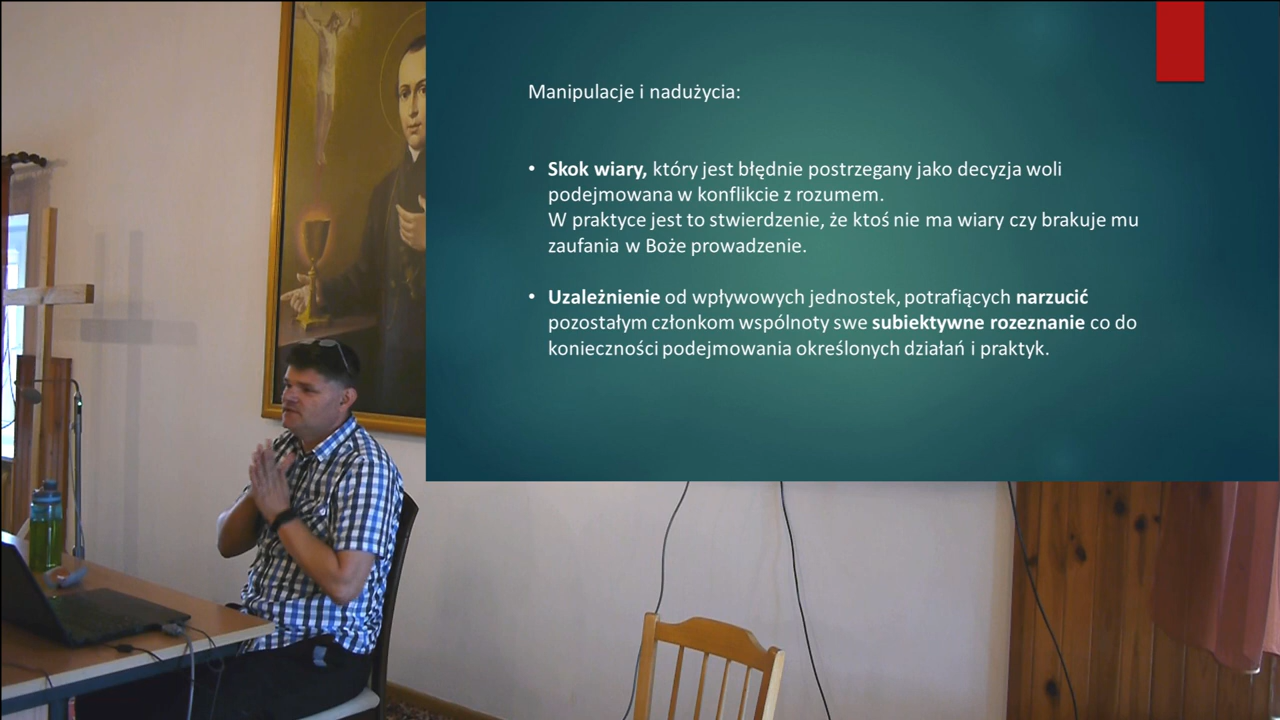 Manipulacje i nadużycia:
• Skok wiary, który jest błędnie postrzegany jako decyzja woli
podejmowana w konflikcie z rozumem.
W praktyce jest to stwierdzenie, że ktoś nie ma wiary czy brakuje mu
zaufania w Boże prowadzenie.
• Uzależnienie od wpływowych jednostek, potrafiących narzucić
pozostałym członkom wspólnoty swe subiektywne rozeznanie co do
konieczności podejmowania określonych działań i praktyk.